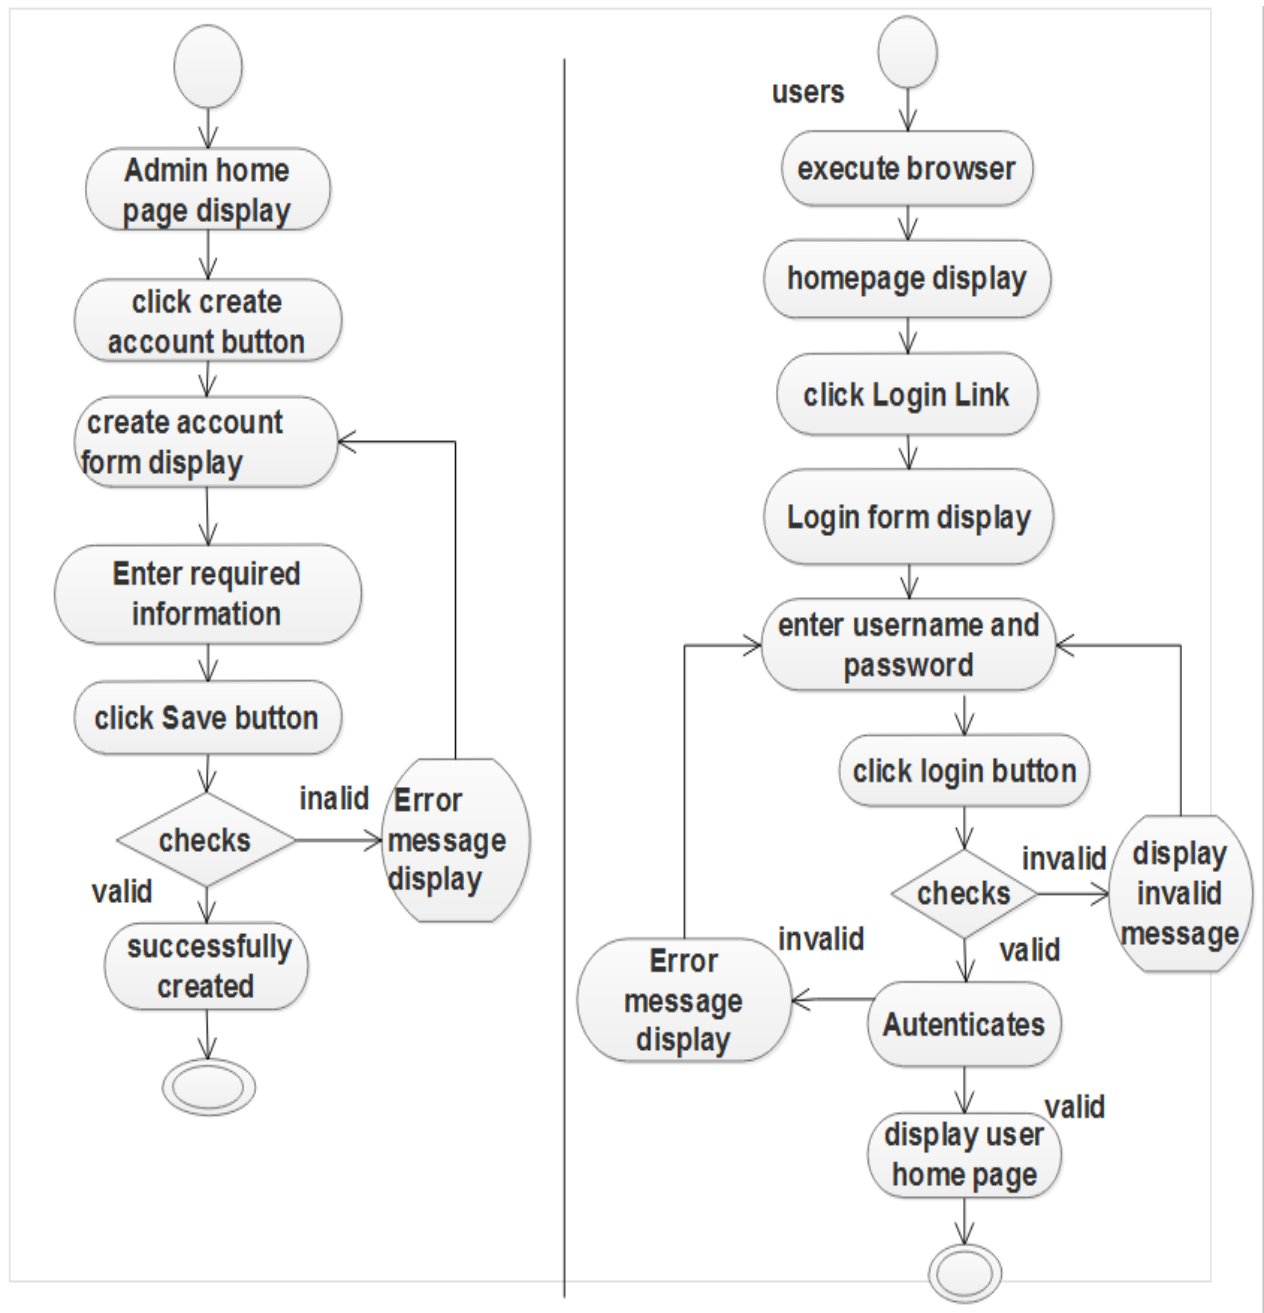 Admin home
page display
click create
account button
create account
form display
Enter required
information
click Save button
checks
inalid
Error
message
display
valid
successfully
created
users
execute browser
homepage display
click Login Link
Login form display
enter username and
password
click login button
checks
invalid
display
invalid
message
valid
Autenticates
invalid
Error
message
display
valid
display user
home page